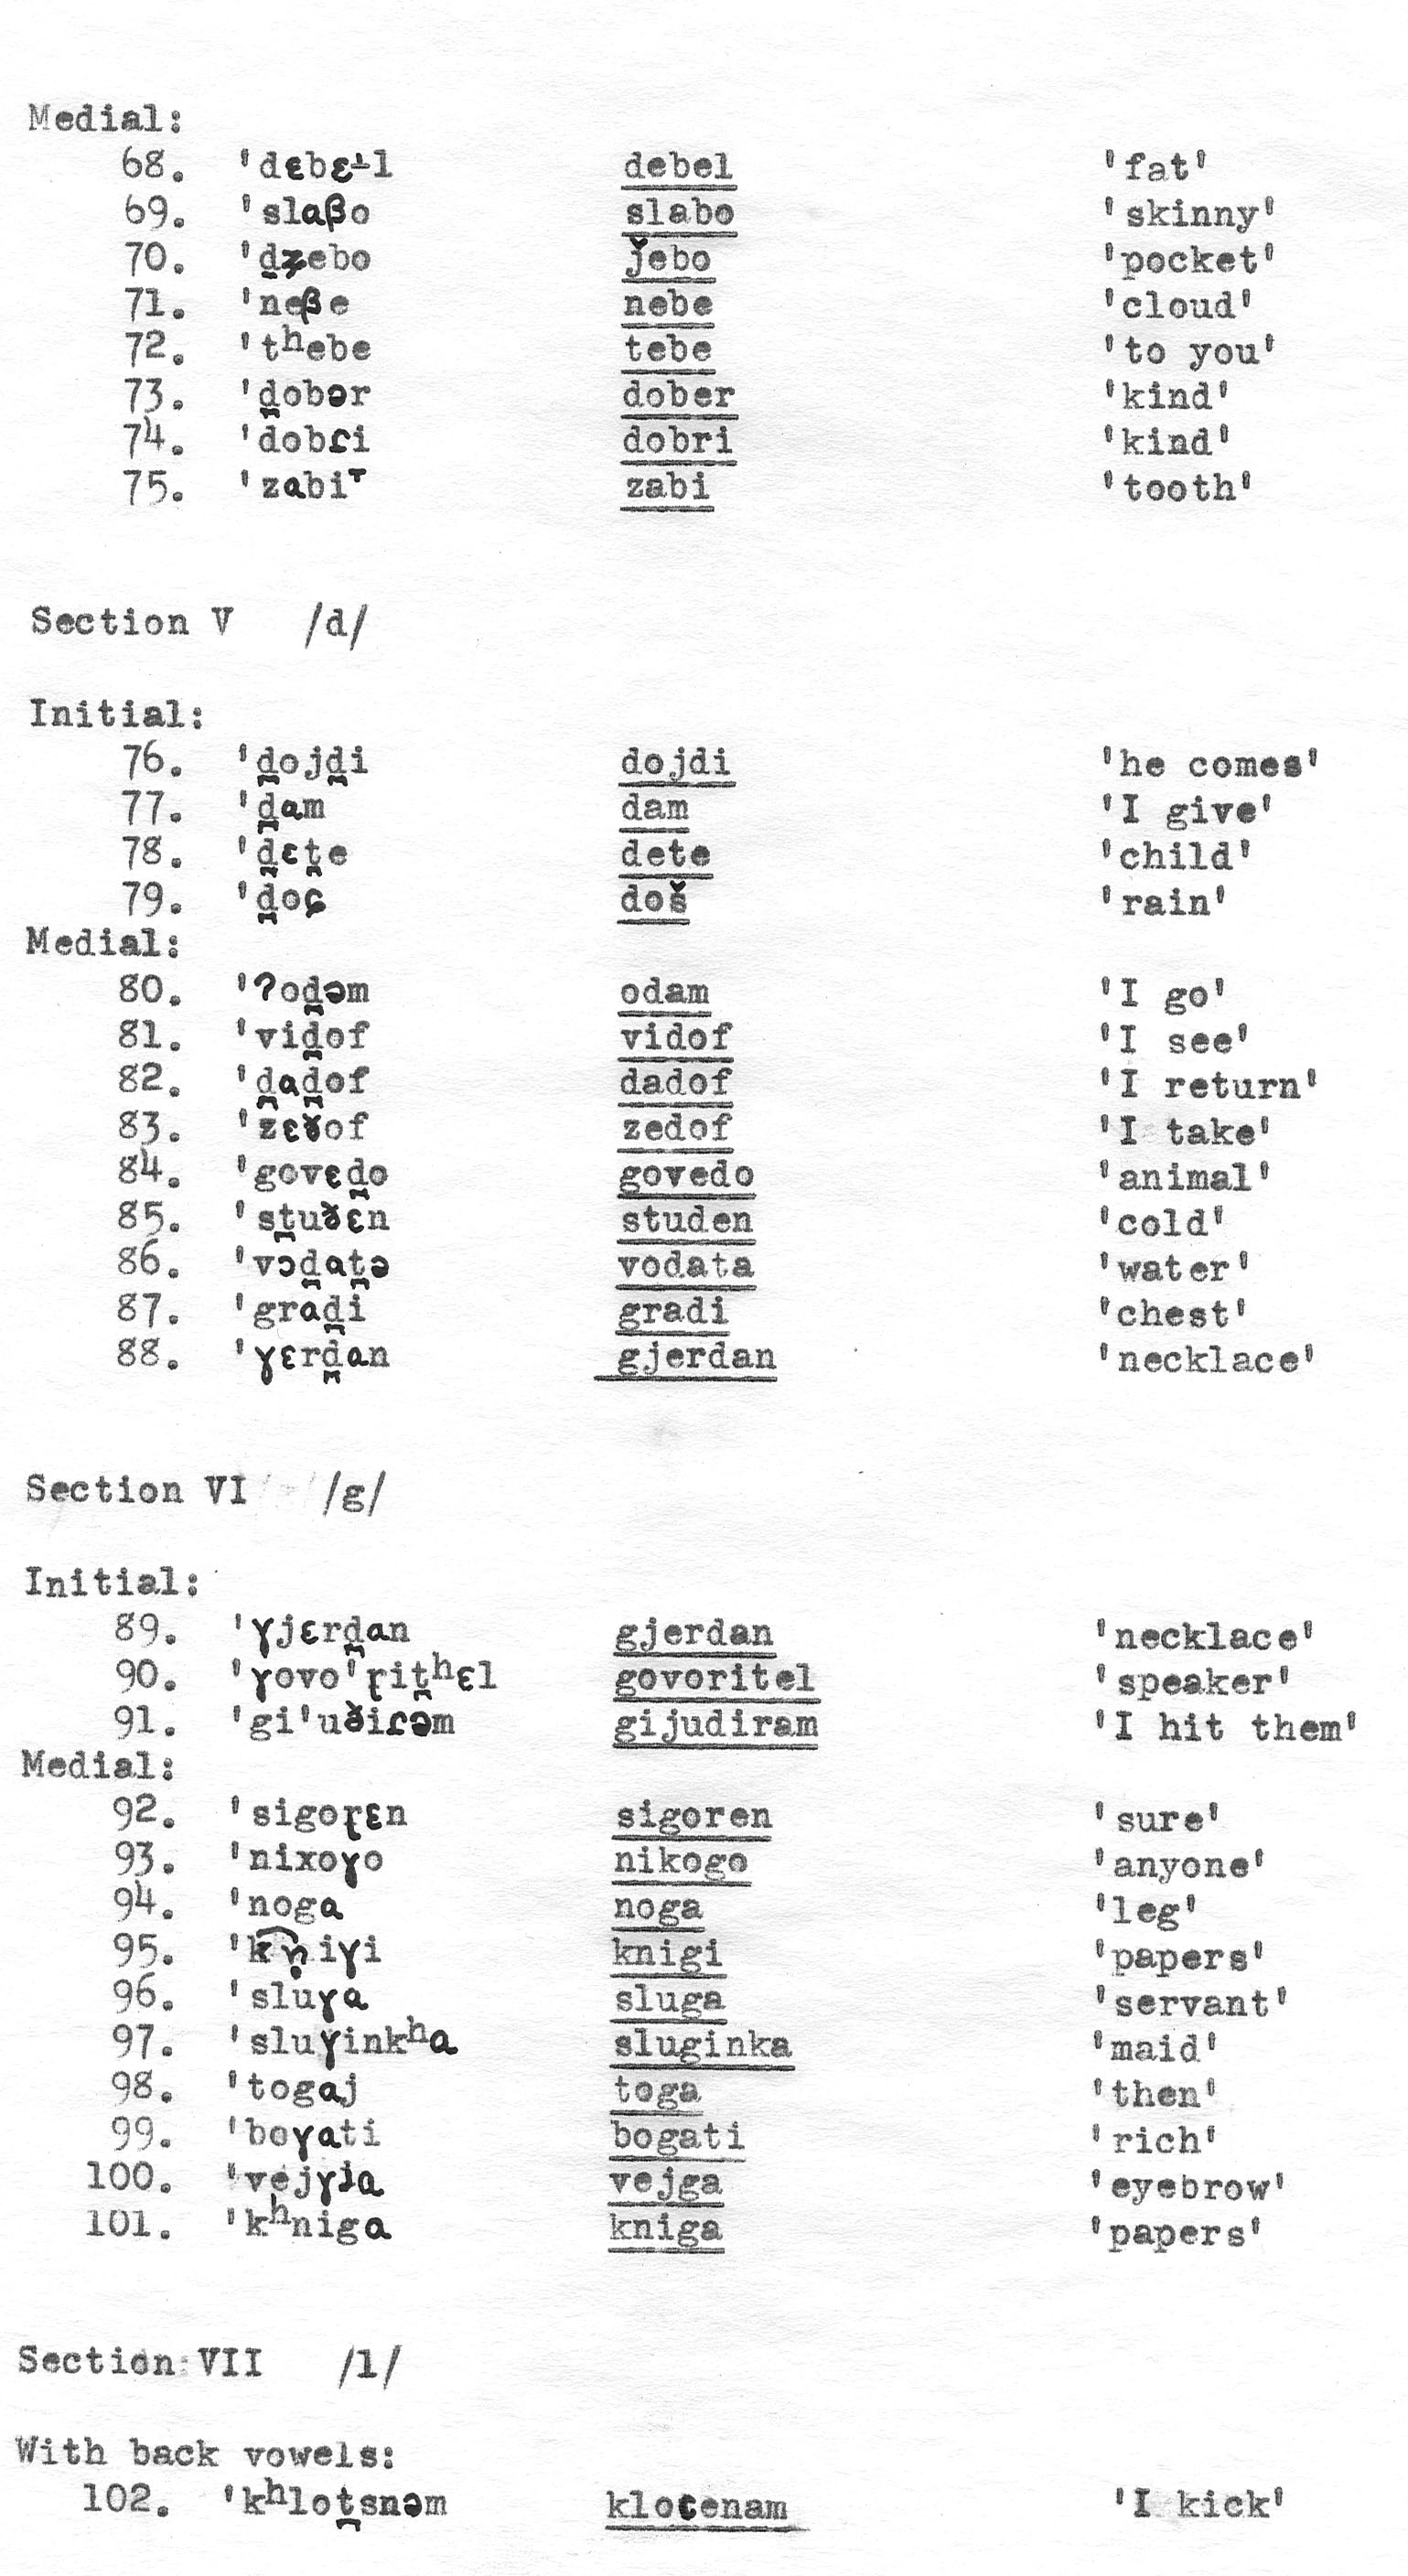 Medial:
68. 'dɛbɛ˔l debel 'fat'
69. 'slaβo slabo 'skinny'
70. 'd̠ʑebo ǰebo 'pocket'
71. 'neβe nebe 'cloud'
72. 'tʰebe tebe 'to you'
73. 'd̪obər dober 'kind'
74. 'dobɾi dobri 'kind'
75. 'zabi˕ zabi 'tooth'
Section V /d/
Initial:
76. 'd̪ojd̪i dojdi 'he comes'
77. 'd̪am dam 'I give'
78. 'd̪ɛt̪e dete 'child'
79. 'd̪oɕ doš 'rain'
Medial:
80. 'ʔod̪əm odam 'I go'
81. 'vid̪of vidof 'I see'
82. 'd̪ad̪of dadof 'I return'
83. 'zɛɤ̌of zedof 'I take'
84. 'govɛd̪o govedo 'animal'
85. 'st̪uðɛn studen 'cold'
86. 'vɔd̪at̪ə vodata 'water'
87. 'grad̪i gradi 'chest'
88. 'ɣɛrd̪an gjerdan 'necklace'
Section VI /g/
Initial:
89. 'ɣjɛrd̪an gjerdan 'necklace'
90. 'ɣovo'ɽit̪ʰɛl govoritel 'speaker'
91. 'gi'uðiɾəm gijudiram 'I hit them'
Medial:
92. 'sigoɽɛn sigoren 'sure'
93. 'nixoɣo nikogo 'anyone'
94. 'noga noga 'leg'
95. 'k͡n̥iɣi knigi 'papers'
96. 'sluɣa sluga 'servant'
97. 'sluɣinkʰa sluginka 'maid'
98. 'togaj toga 'then'
99. 'boɣati bogati 'rich'
100. 'vejɣɨa vejga 'eyebrow'
101. 'kʰniga kniga 'papers'
Section VII /l/
With back vowels:
102. 'kʰlot̪snəm klocenam 'I kick'